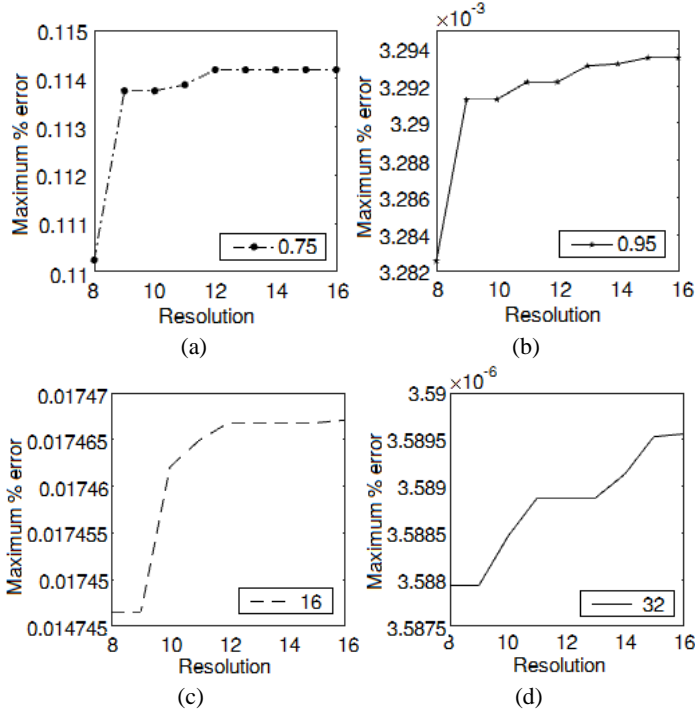 0.115
0.114
0.113
0.112
0.111
0.11
Maximum % error
0.75
8 10 12 14 16
Resolution
(a)
×10⁻³
3.294
3.292
3.29
3.288
3.286
3.284
3.282
Maximum % error
0.95
8 10 12 14 16
Resolution
(b)
0.01747
0.017465
0.01746
0.017455
0.01745
0.014745
Maximum % error
16
8 10 12 14 16
Resolution
(c)
×10⁻⁶
3.59
3.5895
3.589
3.5885
3.588
3.5875
Maximum % error
32
8 10 12 14 16
Resolution
(d)